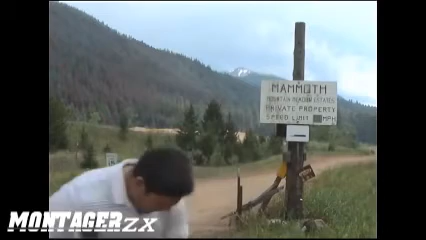 MAMMOTH
MOUNTAIN MEADOW ESTATES
PRIVATE PROPERTY
SPEED LIMIT MPH
MONTAGERZX